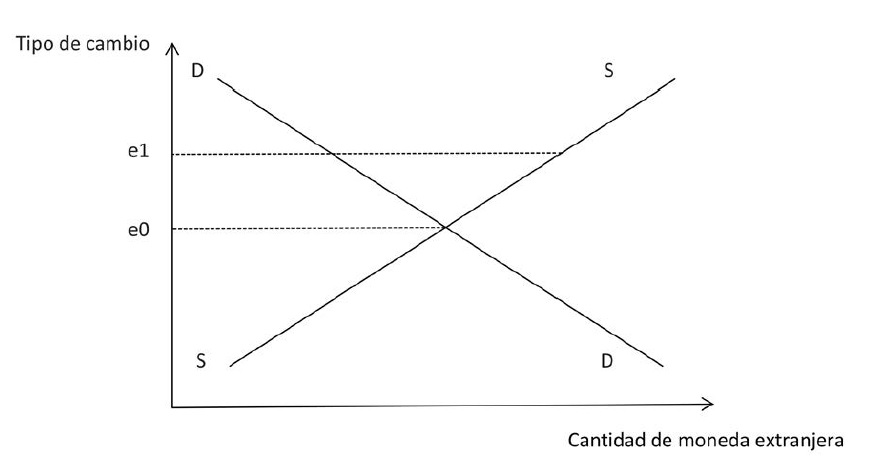 Tipo de cambio
D
S
e1
e0
S
D
Cantidad de moneda extranjera